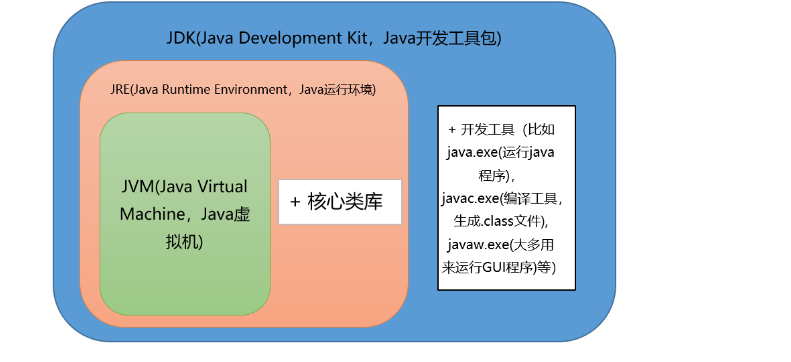 JDK(Java Development Kit，Java开发工具包)
JRE(Java Runtime Environment，Java运行环境)
JVM(Java Virtual
Machine，Java虚
拟机)
+ 核心类库
+ 开发工具（比如
java.exe(运行java
程序)，
javac.exe(编译工具，
生成.class文件),
javaw.exe(大多用
来运行GUI程序)等）